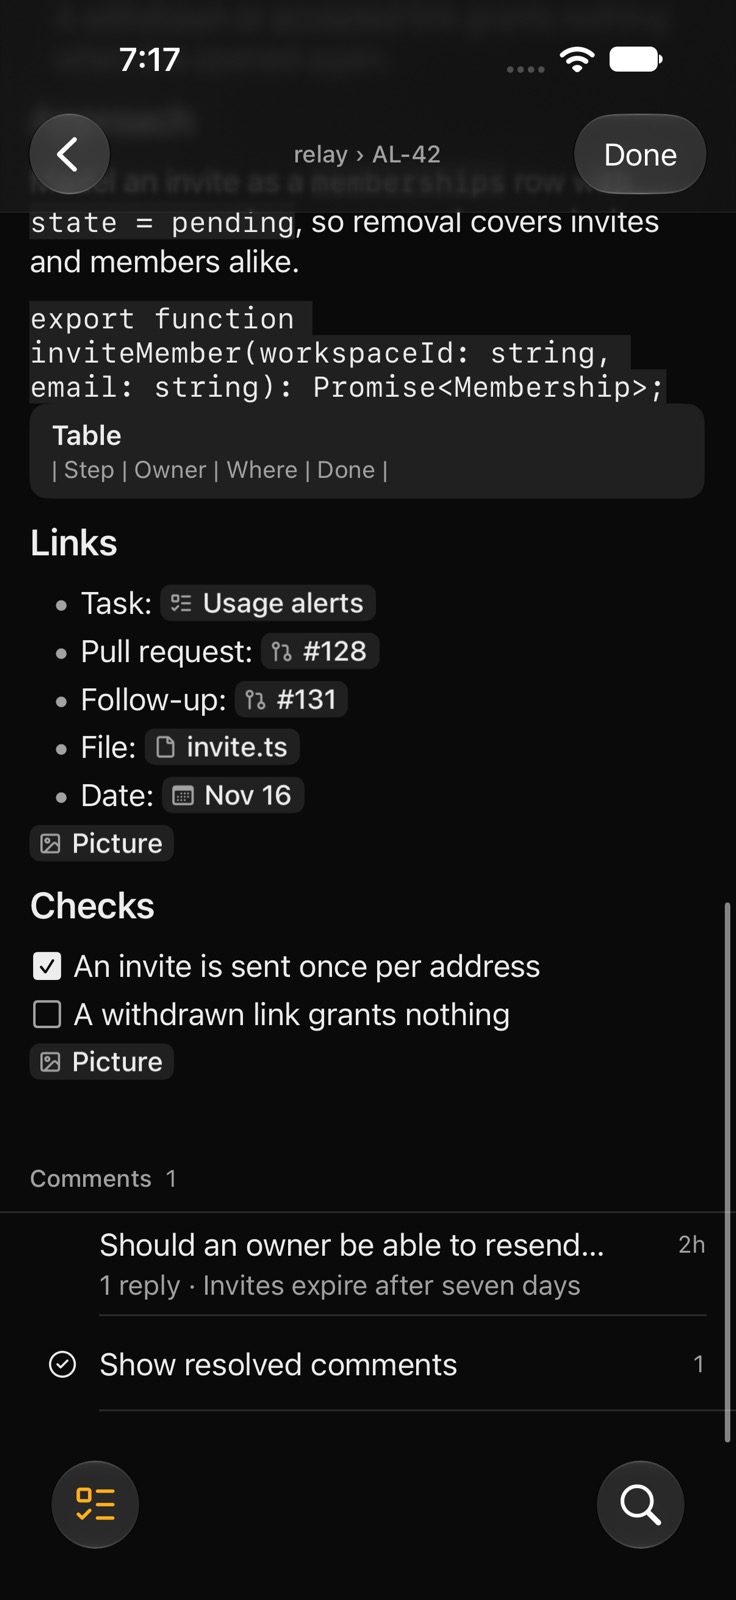 7:17
relay › AL-42
Done
state = pending, so removal covers invites
and members alike.
export function
inviteMember(workspaceId: string,
email: string): Promise<Membership>;
Table
| Step | Owner | Where | Done |
Links
Task: Usage alerts
Pull request: #128
Follow-up: #131
File: invite.ts
Date: Nov 16
Picture
Checks
An invite is sent once per address
A withdrawn link grants nothing
Picture
Comments 1
Should an owner be able to resend... 2h
1 reply · Invites expire after seven days
Show resolved comments 1